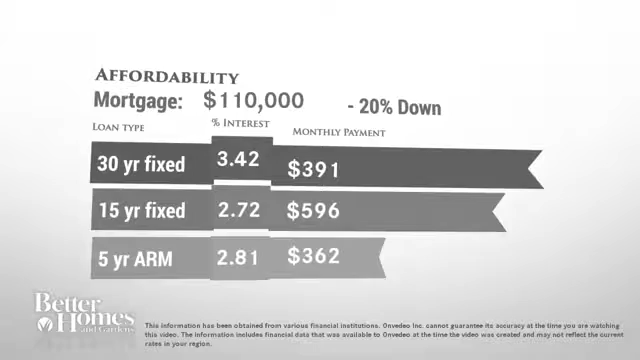 AFFORDABILITY
Mortgage: $110,000 - 20% Down
LOAN TYPE % INTEREST MONTHLY PAYMENT
30 yr fixed 3.42 $391
15 yr fixed 2.72 $596
5 yr ARM 2.81 $362
Better
Homes
and Gardens
This information has been obtained from various financial institutions. Onvedeo Inc. cannot guarantee its accuracy at the time you are watching
this video. The information includes financial data that was available to Onvedeo at the time the video was created and may not reflect the current
rates in your region.